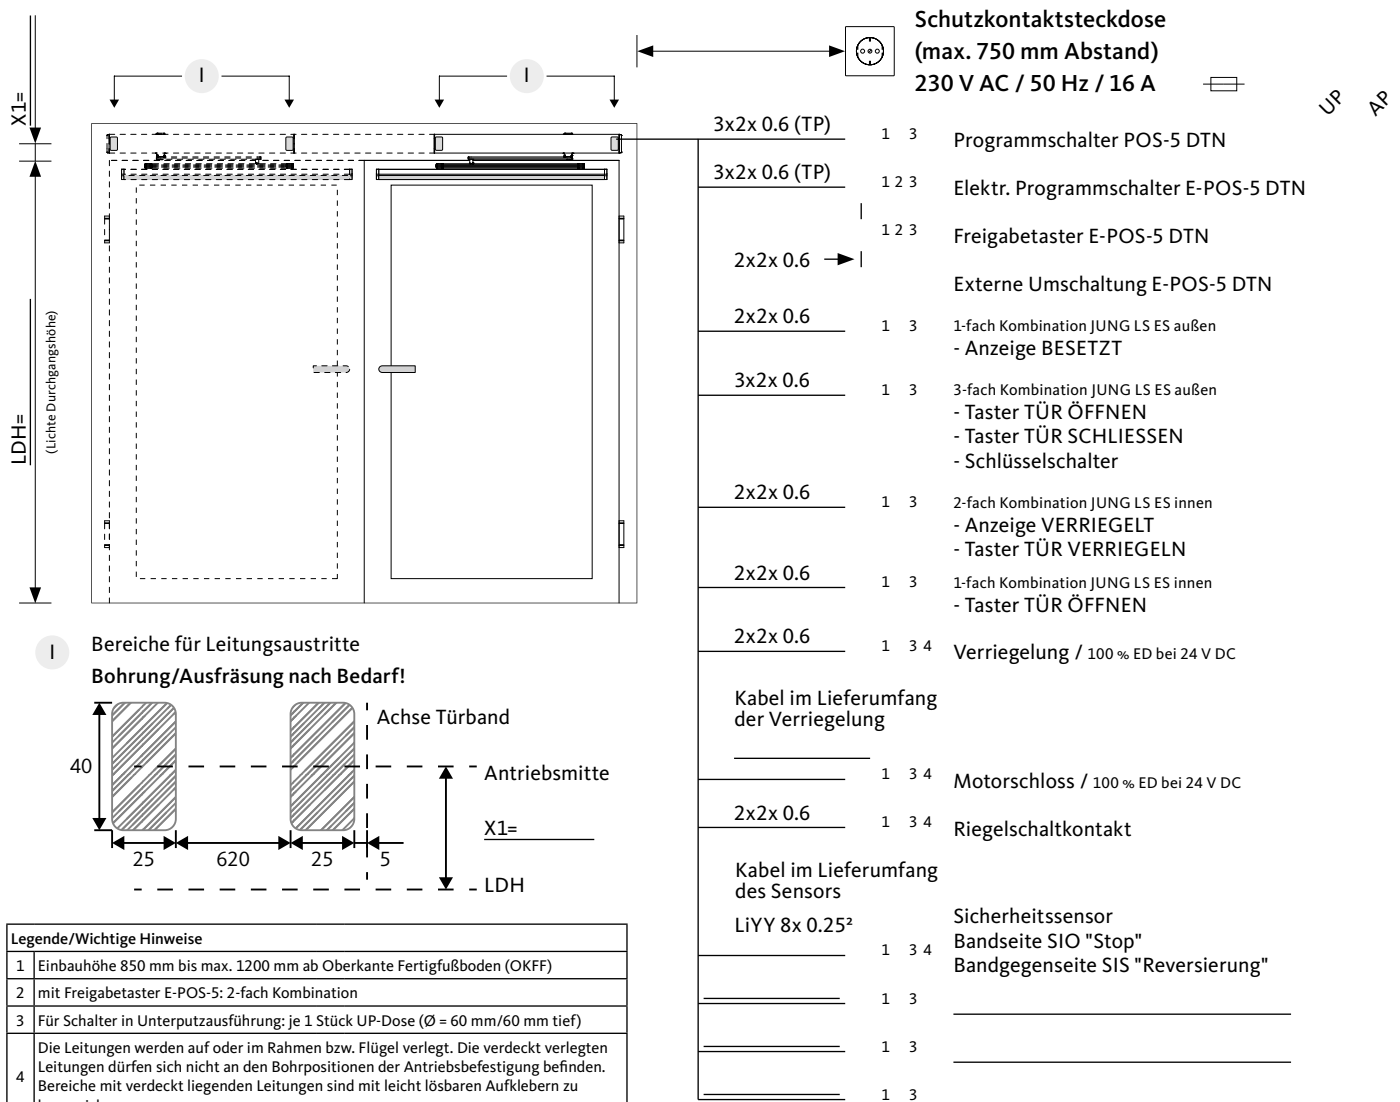 Schutzkontaktsteckdose
(max. 750 mm Abstand)
230 V AC / 50 Hz / 16 A
UP
AP
I
I
X1=
LDH=
(Lichte Durchgangshöhe)
3x2x 0.6 (TP)
1 3
Programmschalter POS-5 DTN
3x2x 0.6 (TP)
1 2 3
Elektr. Programmschalter E-POS-5 DTN
1 2 3
Freigabetaster E-POS-5 DTN
2x2x 0.6
Externe Umschaltung E-POS-5 DTN
2x2x 0.6
1 3
1-fach Kombination JUNG LS ES außen
- Anzeige BESETZT
3x2x 0.6
1 3
3-fach Kombination JUNG LS ES außen
- Taster TÜR ÖFFNEN
- Taster TÜR SCHLIESSEN
- Schlüsselschalter
2x2x 0.6
1 3
2-fach Kombination JUNG LS ES innen
- Anzeige VERRIEGELT
- Taster TÜR VERRIEGELN
2x2x 0.6
1 3
1-fach Kombination JUNG LS ES innen
- Taster TÜR ÖFFNEN
2x2x 0.6
1 3 4
Verriegelung / 100 % ED bei 24 V DC
Kabel im Lieferumfang
der Verriegelung
1 3 4
Motorschloss / 100 % ED bei 24 V DC
2x2x 0.6
1 3 4
Riegelschaltkontakt
Kabel im Lieferumfang
des Sensors
LiYY 8x 0.25²
1 3 4
Sicherheitssensor
Bandseite SIO "Stop"
Bandgegenseite SIS "Reversierung"
1 3
1 3
1 3
I
Bereiche für Leitungsaustritte
Bohrung/Ausfräsung nach Bedarf!
Achse Türband
40
Antriebsmitte
X1=
25
620
25
5
LDH
Legende/Wichtige Hinweise
1 Einbauhöhe 850 mm bis max. 1200 mm ab Oberkante Fertigfußboden (OKFF)
2 mit Freigabetaster E-POS-5: 2-fach Kombination
3 Für Schalter in Unterputzausführung: je 1 Stück UP-Dose (Ø = 60 mm/60 mm tief)
4 Die Leitungen werden auf oder im Rahmen bzw. Flügel verlegt. Die verdeckt verlegten
Leitungen dürfen sich nicht an den Bohrpositionen der Antriebsbefestigung befinden.
Bereiche mit verdeckt liegenden Leitungen sind mit leicht lösbaren Aufklebern zu